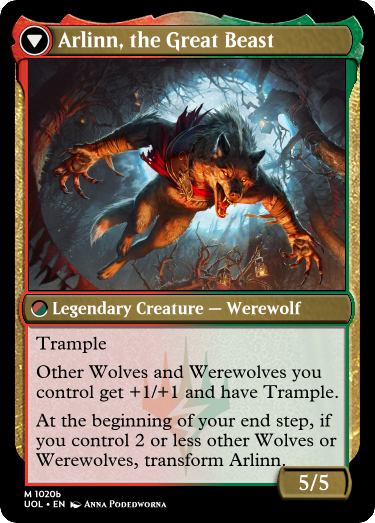 Arlinn, the Great Beast
Legendary Creature — Werewolf
Trample
Other Wolves and Werewolves you
control get +1/+1 and have Trample.
At the beginning of your end step, if
you control 2 or less other Wolves or
Werewolves, transform Arlinn.
5/5
M 1020b
UOL • EN Anna Podedworna